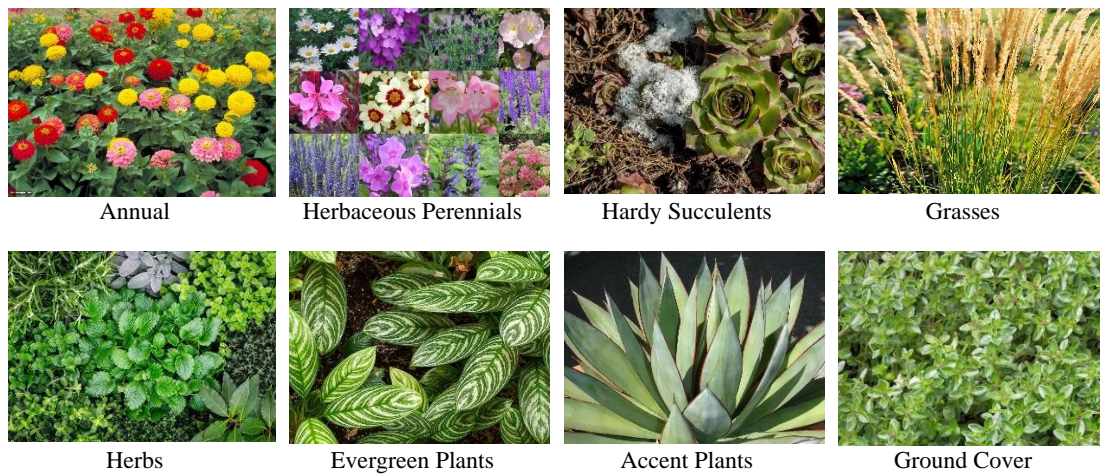 Annual
Herbaceous Perennials
Hardy Succulents
Grasses
Herbs
Evergreen Plants
Accent Plants
Ground Cover